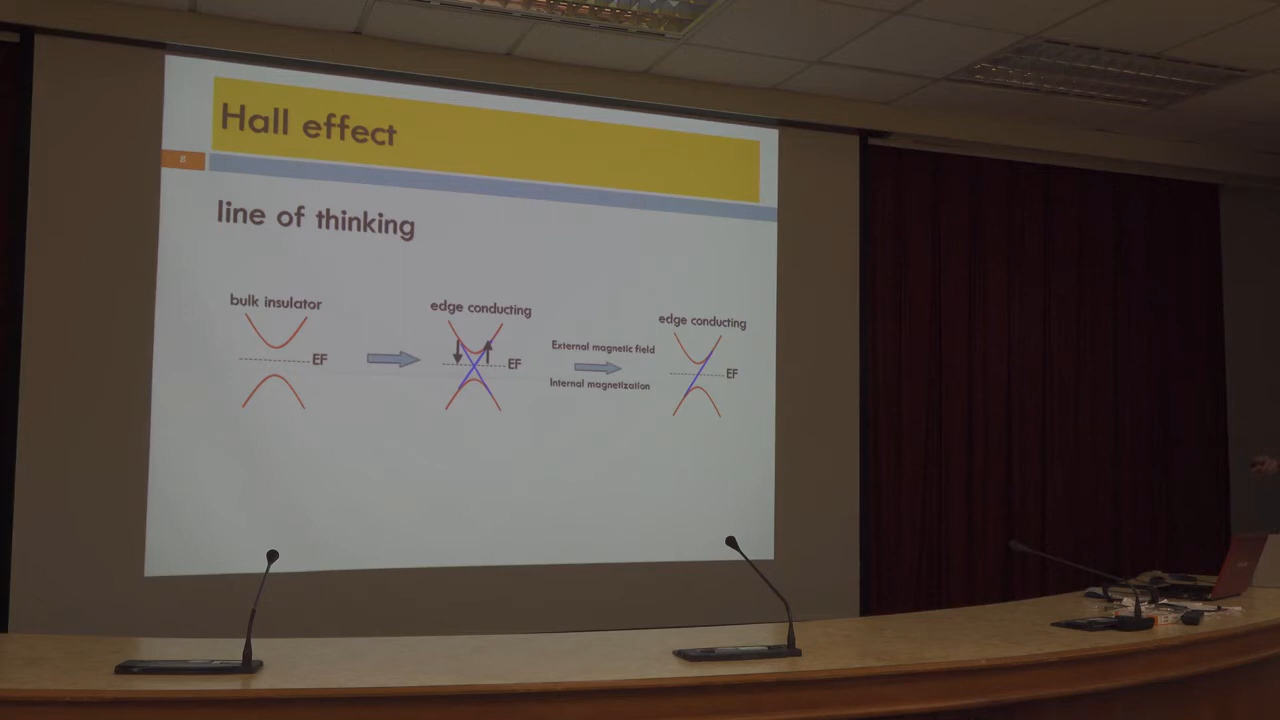 Hall effect
8
line of thinking
bulk insulator
EF
edge conducting
EF
External magnetic field
Internal magnetization
edge conducting
EF